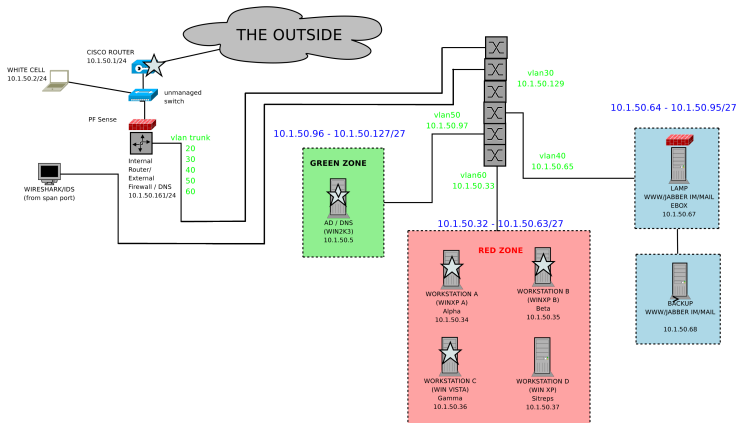 THE OUTSIDE
CISCO ROUTER
10.1.50.1/24
WHITE CELL
10.1.50.2/24
unmanaged
switch
PF Sense
vlan trunk
20
30
40
50
60
Internal
Router/
External
Firewall / DNS
10.1.50.161/24
WIRESHARK/IDS
(from span port)
10.1.50.96 - 10.1.50.127/27
GREEN ZONE
AD / DNS
(WIN2K3)
10.1.50.5
vlan30
10.1.50.129
vlan50
10.1.50.97
vlan40
10.1.50.65
vlan60
10.1.50.33
10.1.50.64 - 10.1.50.95/27
LAMP
WWW/JABBER IM/MAIL
EBOX
10.1.50.67
BACKUP
WWW/JABBER IM/MAIL
10.1.50.68
10.1.50.32 - 10.1.50.63/27
RED ZONE
WORKSTATION A
(WINXP A)
Alpha
10.1.50.34
WORKSTATION B
(WINXP B)
Beta
10.1.50.35
WORKSTATION C
(WIN VISTA)
Gamma
10.1.50.36
WORKSTATION D
(WIN XP)
Sitreps
10.1.50.37